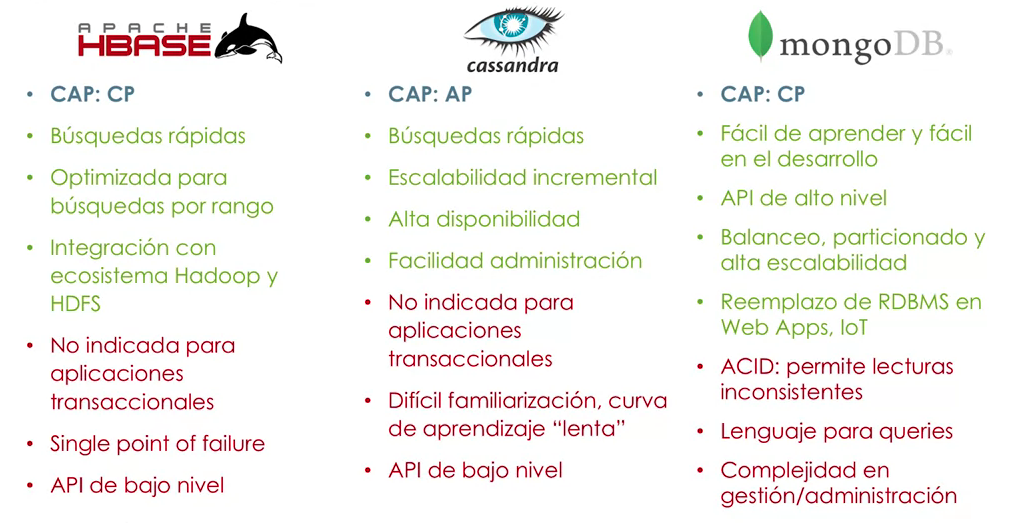 APACHE
HBASE
CAP: CP
Búsquedas rápidas
Optimizada para
búsquedas por rango
Integración con
ecosistema Hadoop y
HDFS
No indicada para
aplicaciones
transaccionales
Single point of failure
API de bajo nivel
cassandra
CAP: AP
Búsquedas rápidas
Escalabilidad incremental
Alta disponibilidad
Facilidad administración
No indicada para
aplicaciones
transaccionales
Difícil familiarización, curva
de aprendizaje “lenta”
API de bajo nivel
mongoDB®
CAP: CP
Fácil de aprender y fácil
en el desarrollo
API de alto nivel
Balanceo, particionado y
alta escalabilidad
Reemplazo de RDBMS en
Web Apps, IoT
ACID: permite lecturas
inconsistentes
Lenguaje para queries
Complejidad en
gestión/administración